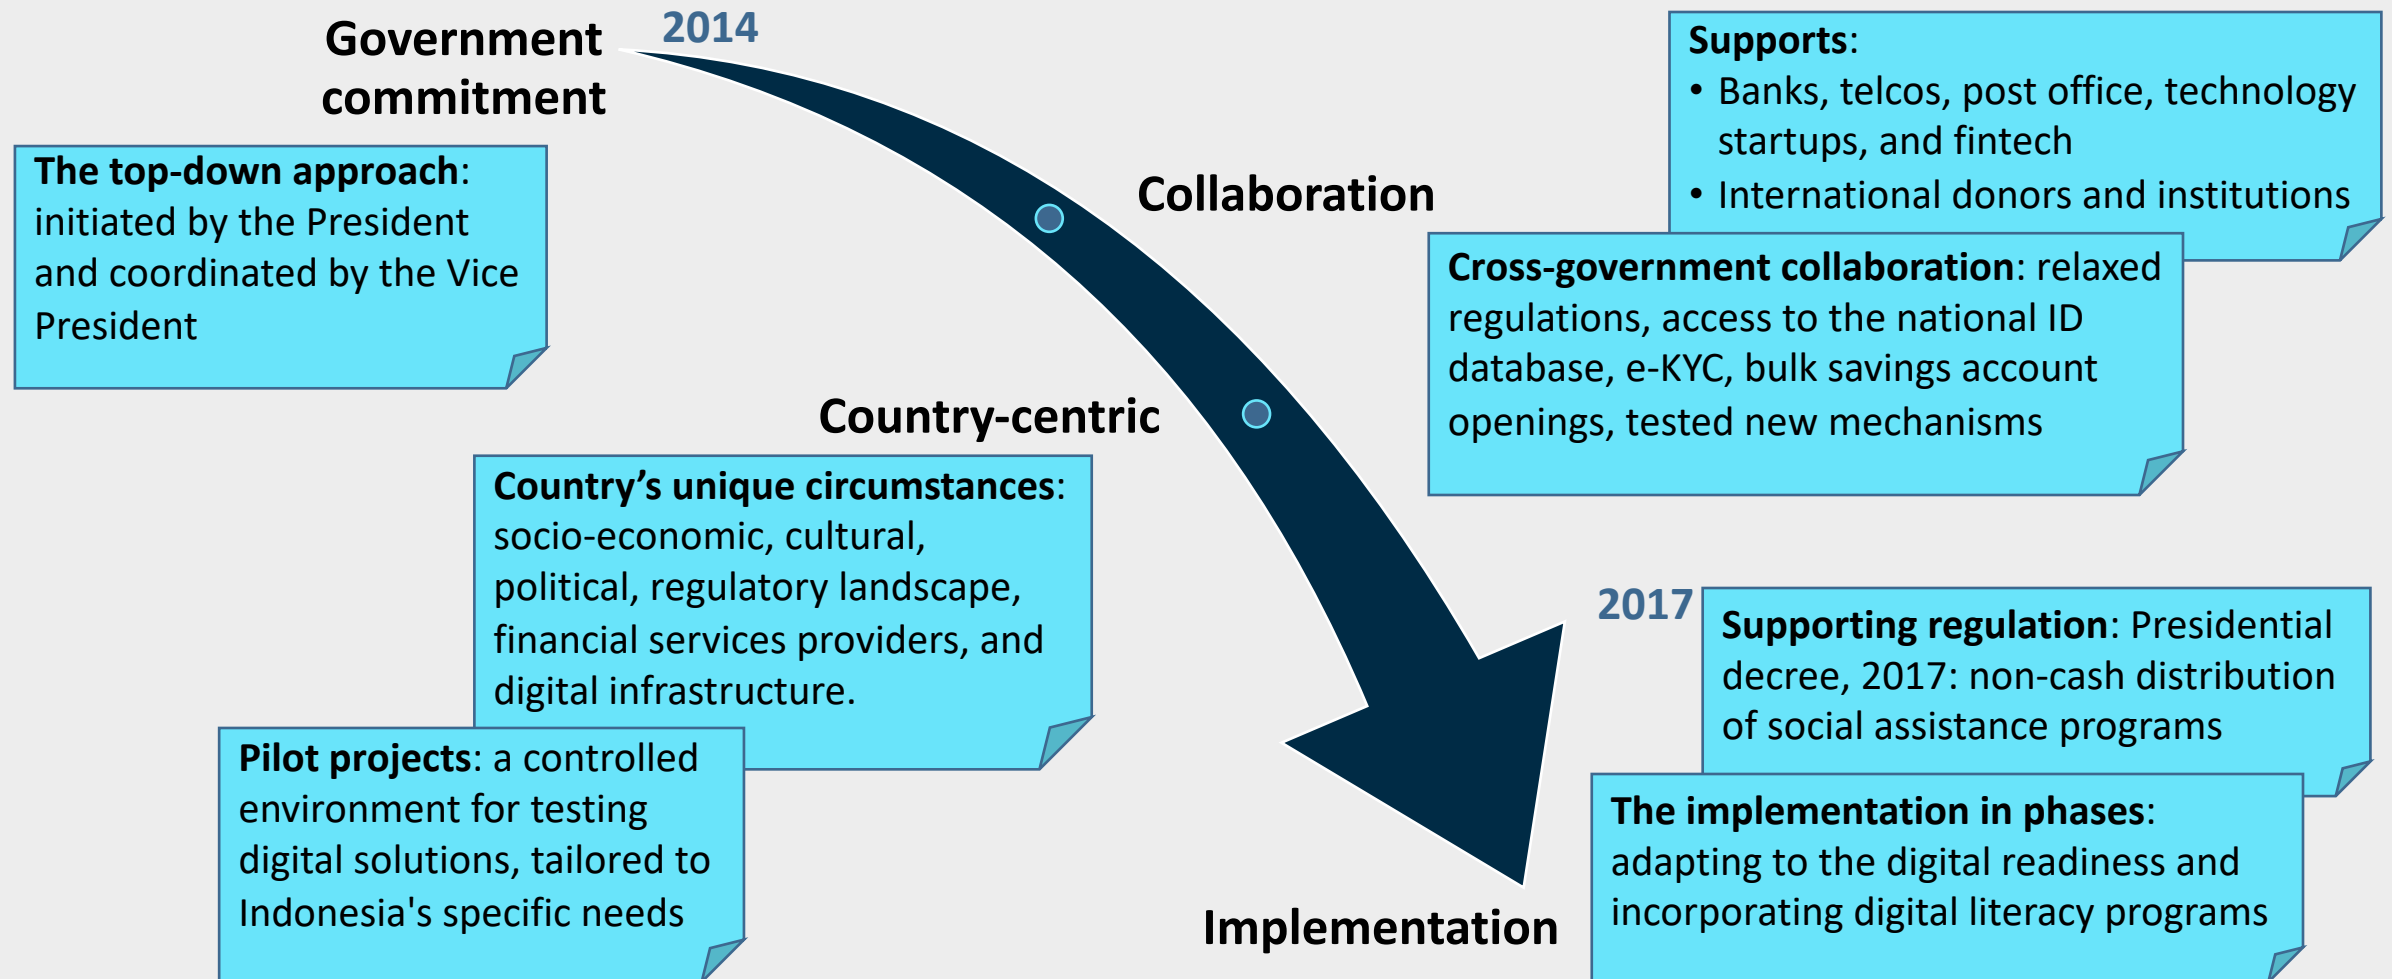 Government
commitment
2014
The top-down approach:
initiated by the President
and coordinated by the Vice
President
Collaboration
Supports:
• Banks, telcos, post office, technology
startups, and fintech
• International donors and institutions
Cross-government collaboration: relaxed
regulations, access to the national ID
database, e-KYC, bulk savings account
openings, tested new mechanisms
Country-centric
Country’s unique circumstances:
socio-economic, cultural,
political, regulatory landscape,
financial services providers, and
digital infrastructure.
Pilot projects: a controlled
environment for testing
digital solutions, tailored to
Indonesia's specific needs
2017
Supporting regulation: Presidential
decree, 2017: non-cash distribution
of social assistance programs
The implementation in phases:
adapting to the digital readiness and
incorporating digital literacy programs
Implementation